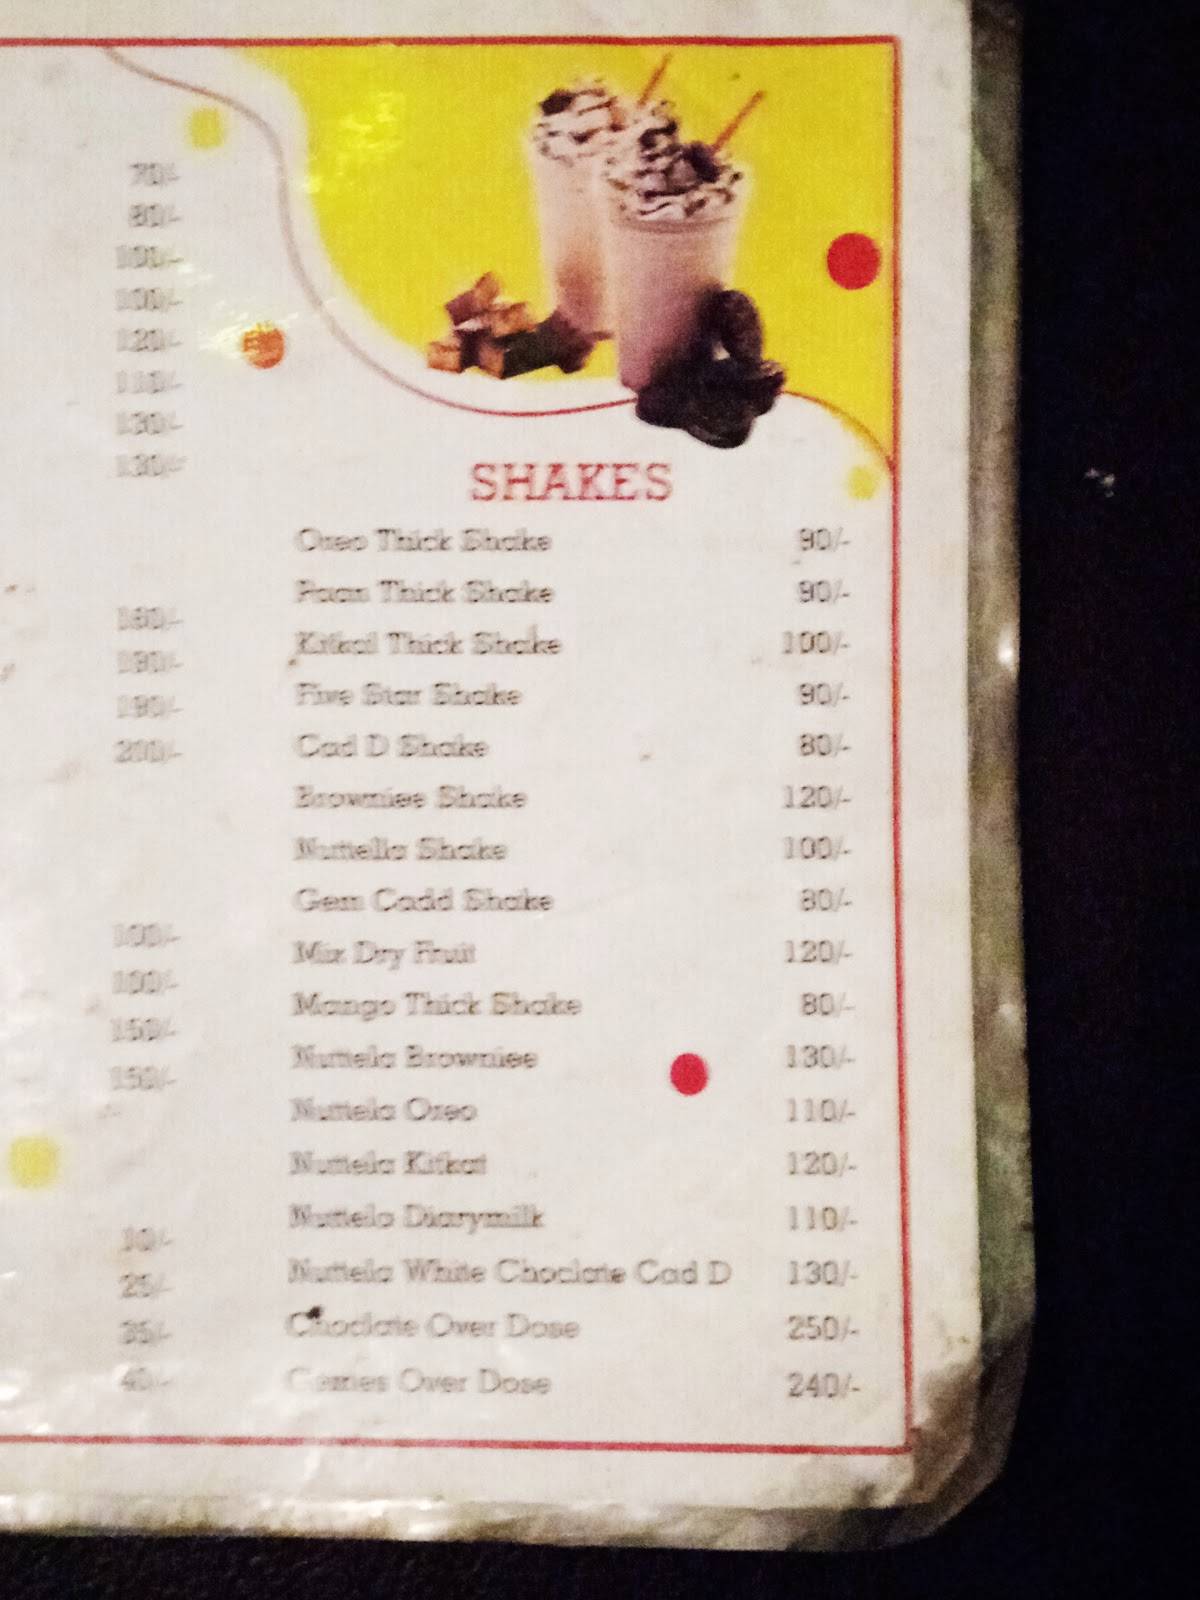 70/-
80/-
100/-
100/-
120/-
110/-
130/-
130/-
180/-
190/-
190/-
200/-
100/-
100/-
150/-
150/-
10/-
25/-
35/-
40/-
SHAKES
Oreo Thick Shake 90/-
Paan Thick Shake 90/-
Kitkat Thick Shake 100/-
Five Star Shake 90/-
Cad D Shake 80/-
Browniee Shake 120/-
Nuttella Shake 100/-
Gem Cadd Shake 80/-
Mix Dry Fruit 120/-
Mango Thick Shake 80/-
Nuttela Browniee 130/-
Nuttela Oreo 110/-
Nuttela Kitkat 120/-
Nuttela Diarymilk 110/-
Nuttela White Choclate Cad D 130/-
Choclate Over Dose 250/-
Gemes Over Dose 240/-